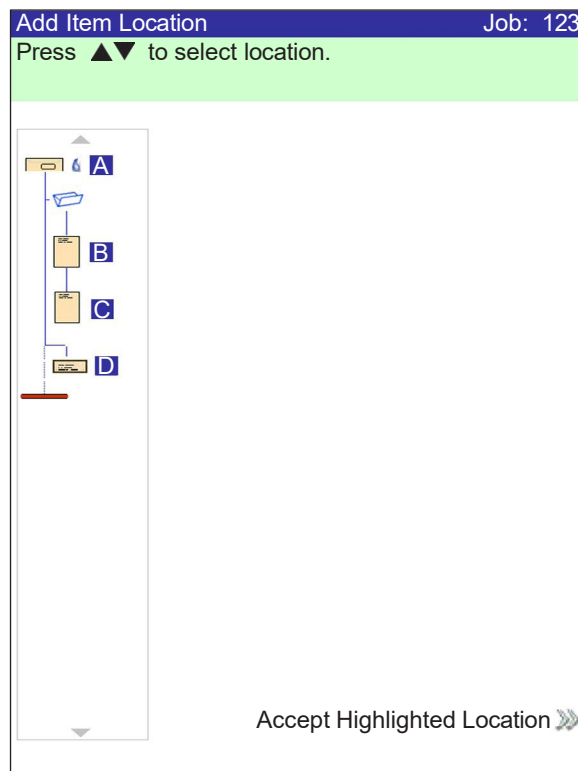 Add Item Location Job: 123
Press ▲▼ to select location.
A
B
C
D
Accept Highlighted Location